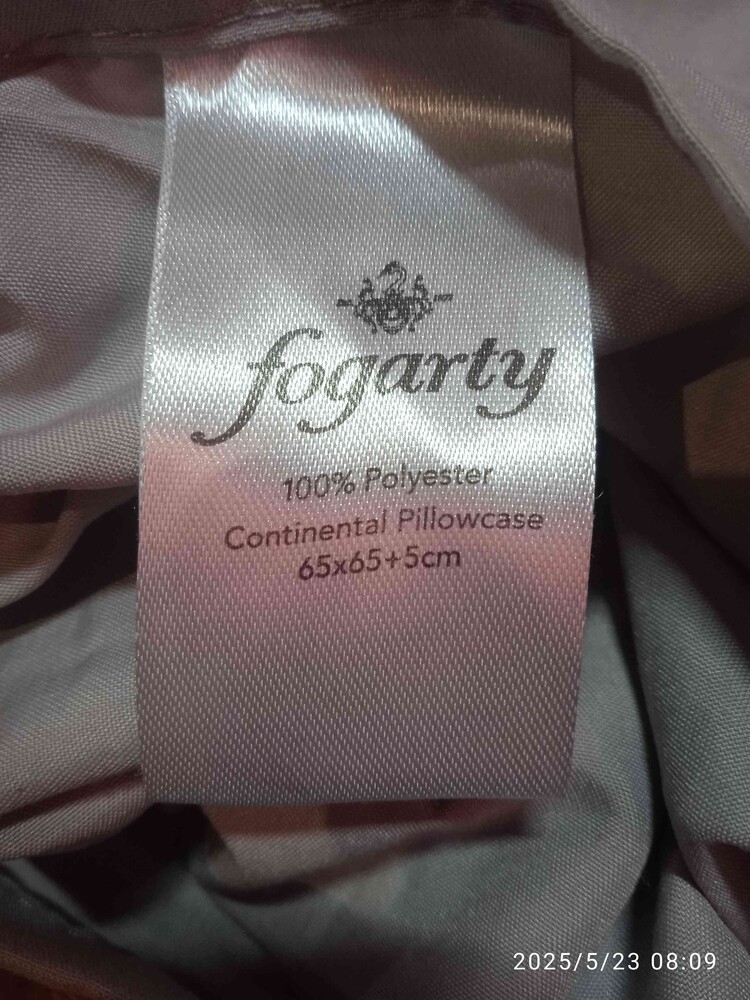 fogarty
100% Polyester
Continental Pillowcase
65x65+5cm
2025/5/23 08:09